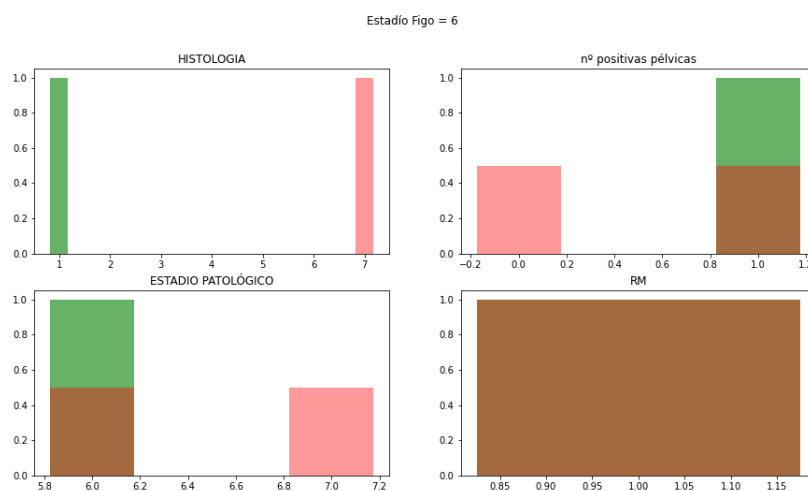 Estadío Figo = 6
HISTOLOGIA
1.0
0.8
0.6
0.4
0.2
0.0
1 2 3 4 5 6 7
nº positivas pélvicas
1.0
0.8
0.6
0.4
0.2
0.0
−0.2 0.0 0.2 0.4 0.6 0.8 1.0
ESTADIO PATOLÓGICO
1.0
0.8
0.6
0.4
0.2
0.0
5.8 6.0 6.2 6.4 6.6 6.8 7.0 7.2
RM
1.0
0.8
0.6
0.4
0.2
0.0
0.85 0.90 0.95 1.00 1.05 1.10 1.15